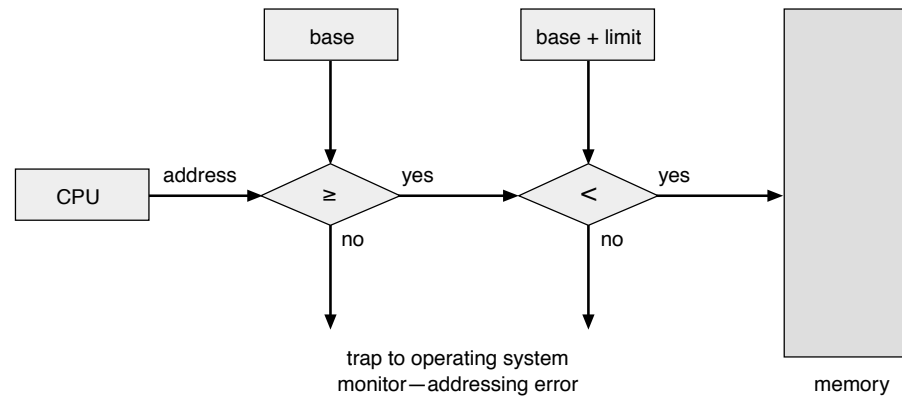 base
base + limit
CPU
address
≥
yes
<
yes
no
no
trap to operating system
monitor—addressing error
memory